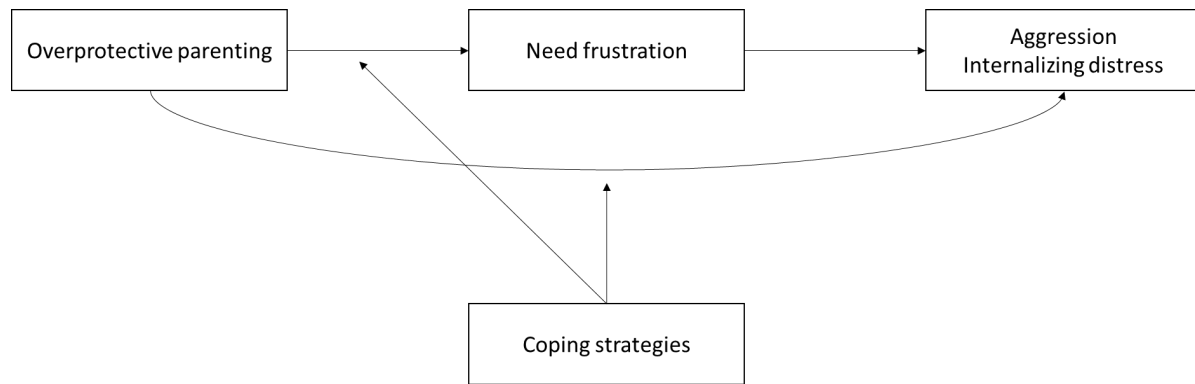 Overprotective parenting
Need frustration
Aggression
Internalizing distress
Coping strategies